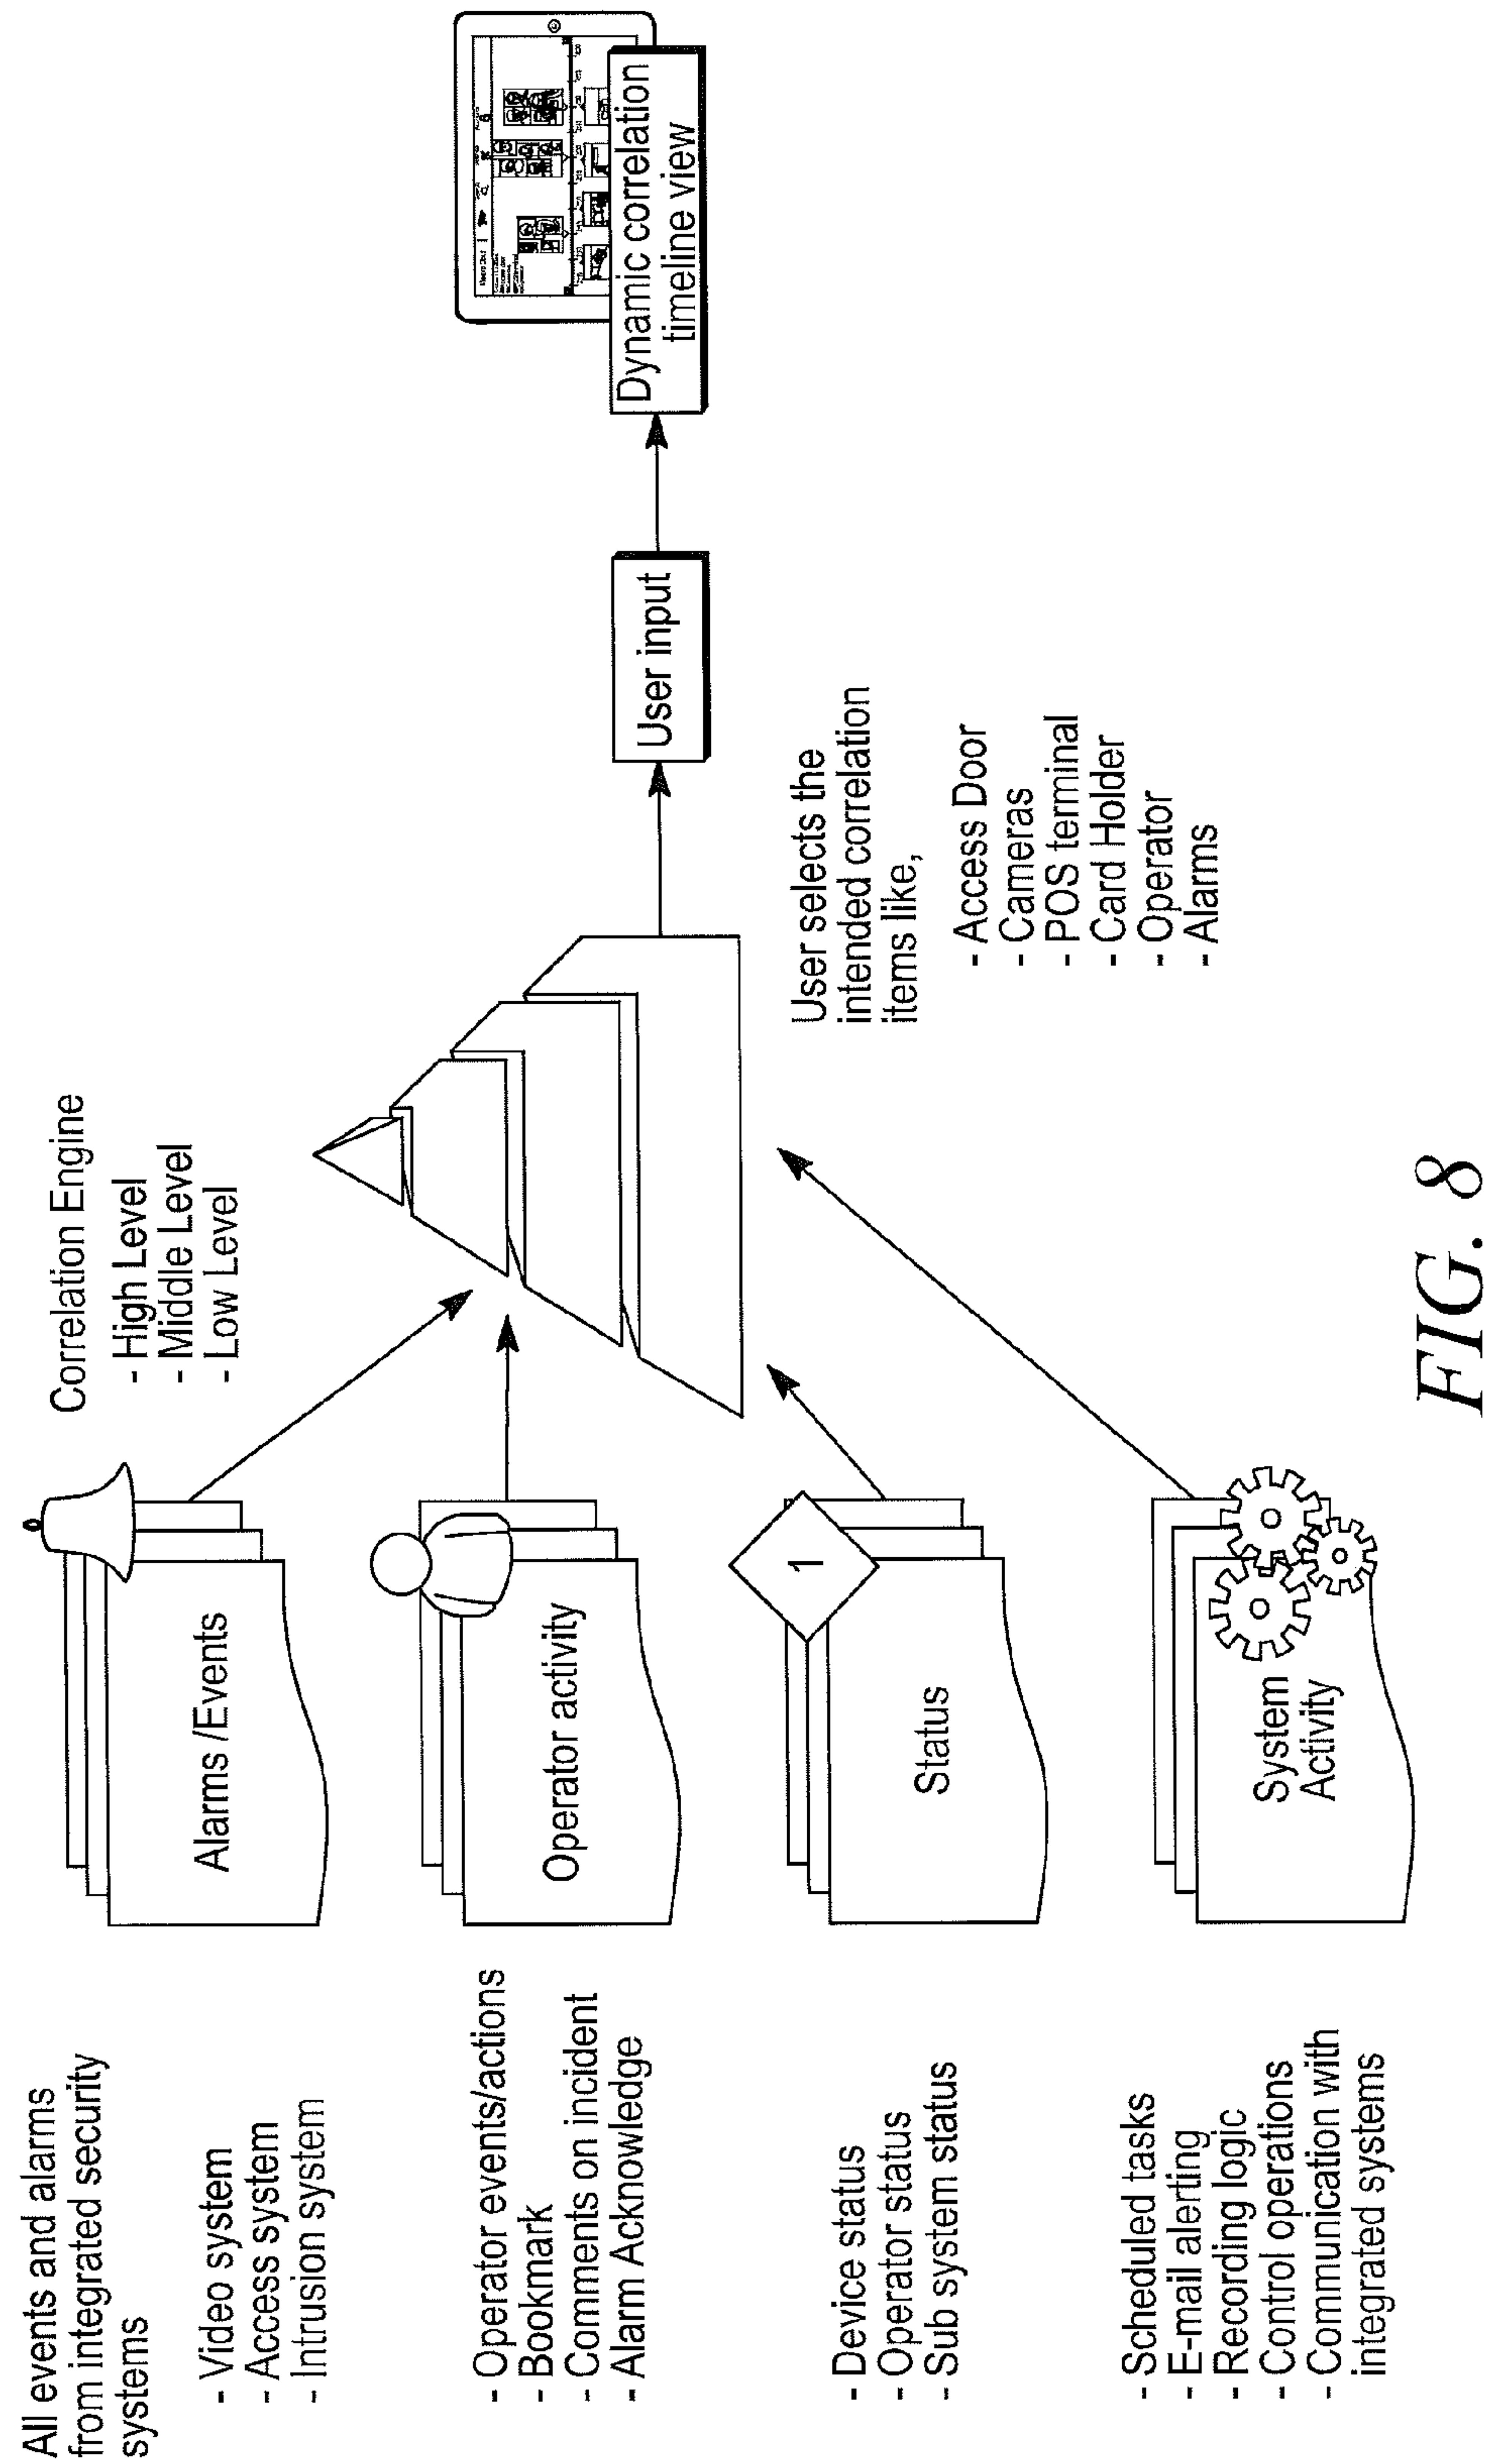 All events and alarms
from integrated security
systems
- Video system
- Access system
- Intrusion system
- Operator events/actions
- Bookmark
- Comments on incident
- Alarm Acknowledge
- Device status
- Operator status
- Sub system status
- Scheduled tasks
- E-mail alerting
- Recording logic
- Control operations
- Communication with
integrated systems
Alarms /Events
Operator activity
1
Status
System
Activity
Correlation Engine
- High Level
- Middle Level
- Low Level
User selects the
intended correlation
items like,
- Access Door
- Cameras
- POS terminal
- Card Holder
- Operator
- Alarms
User input
Dynamic correlation
timeline view
FIG. 8